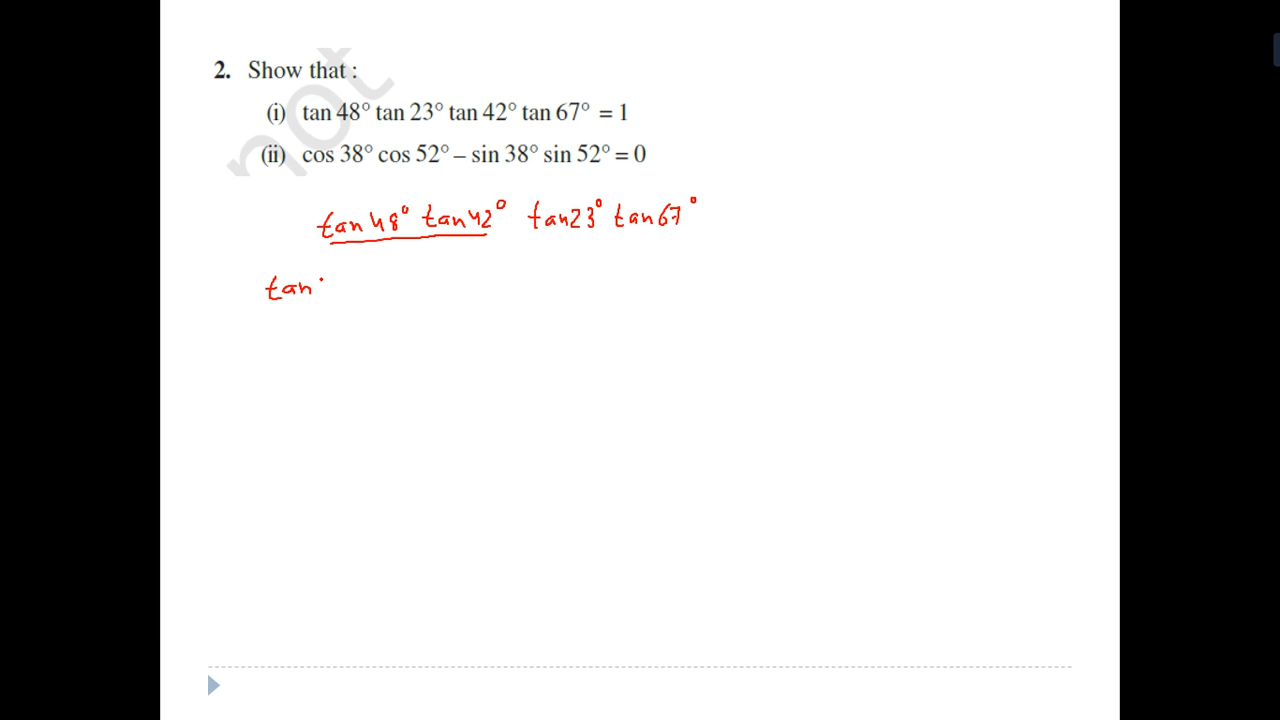 not
2. Show that :
(i) tan 48° tan 23° tan 42° tan 67° = 1
(ii) cos 38° cos 52° – sin 38° sin 52° = 0
tan 48° tan 42° tan 23° tan 67°
tan